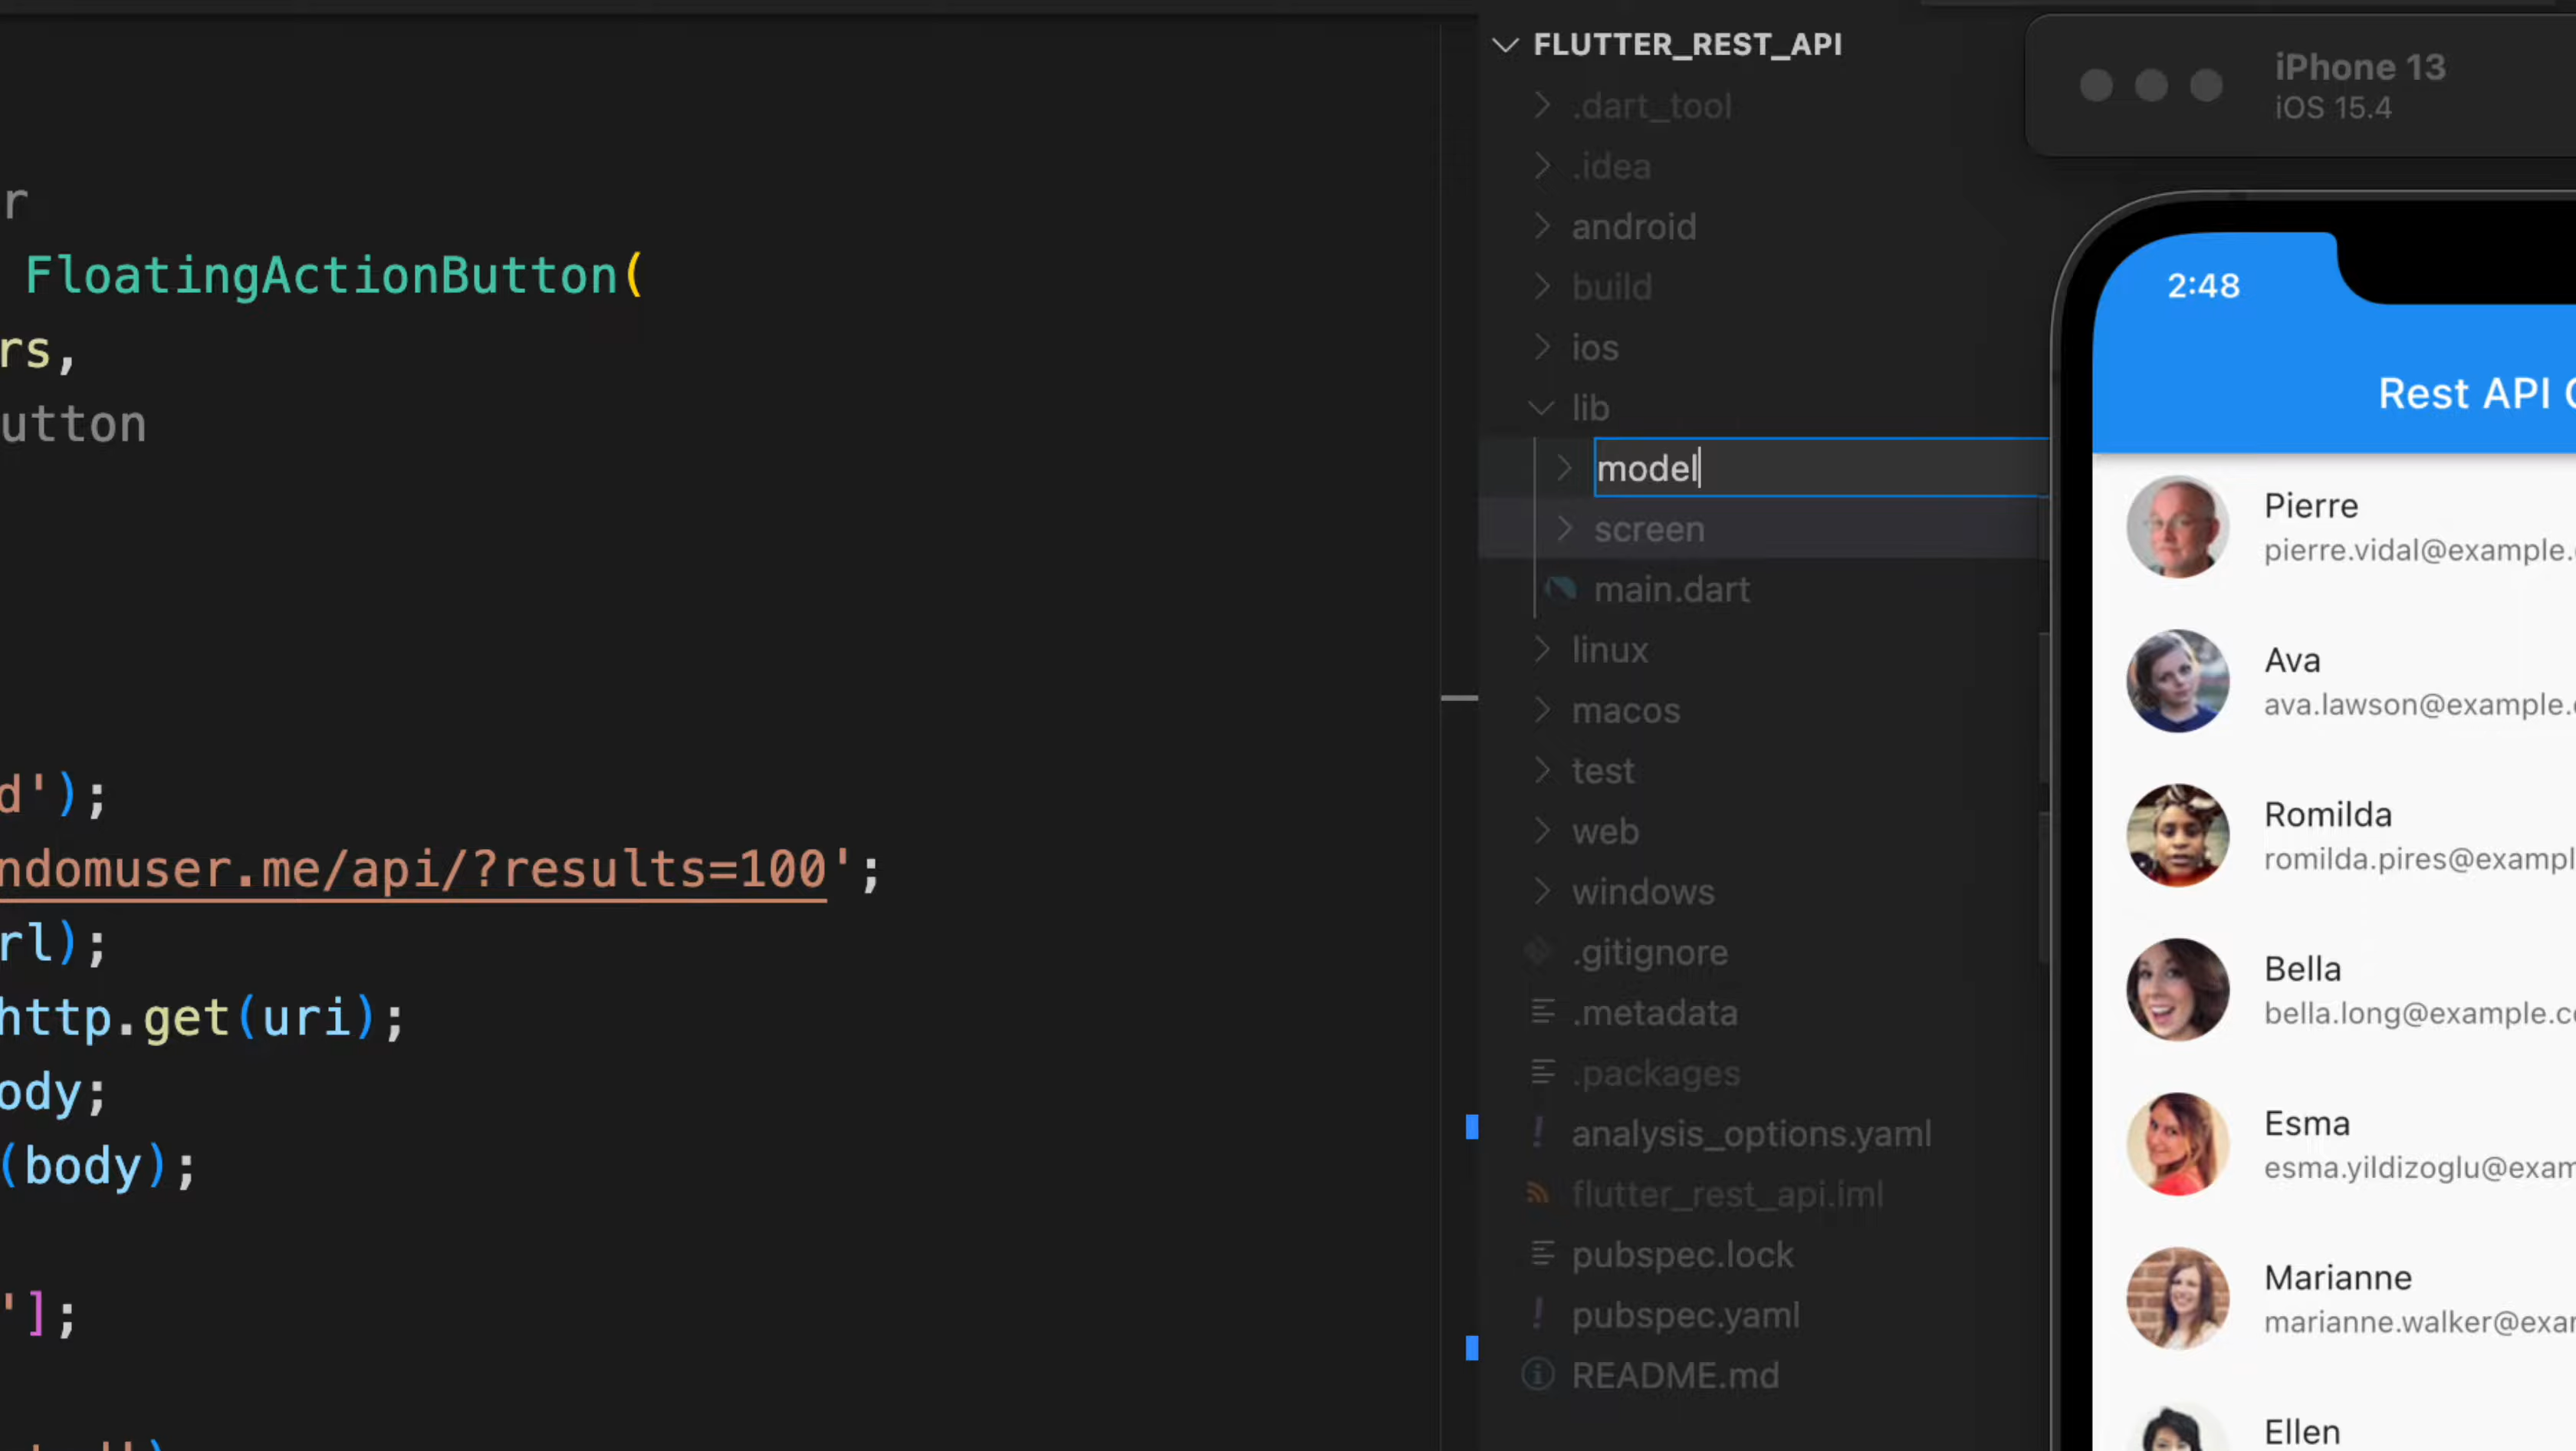 r
FloatingActionButton(
rs,
utton
d');
ndomuser.me/api/?results=100';
rl);
http.get(uri);
ody;
(body);
'];
FLUTTER_REST_API
.dart_tool
.idea
android
build
ios
lib
model
screen
main.dart
linux
macos
test
web
windows
.gitignore
.metadata
.packages
analysis_options.yaml
flutter_rest_api.iml
pubspec.lock
pubspec.yaml
README.md
iPhone 13
iOS 15.4
2:48
Rest API
Pierre
pierre.vidal@example.
Ava
ava.lawson@example.
Romilda
romilda.pires@exampl
Bella
bella.long@example.c
Esma
esma.yildizoglu@exam
Marianne
marianne.walker@exa
Ellen